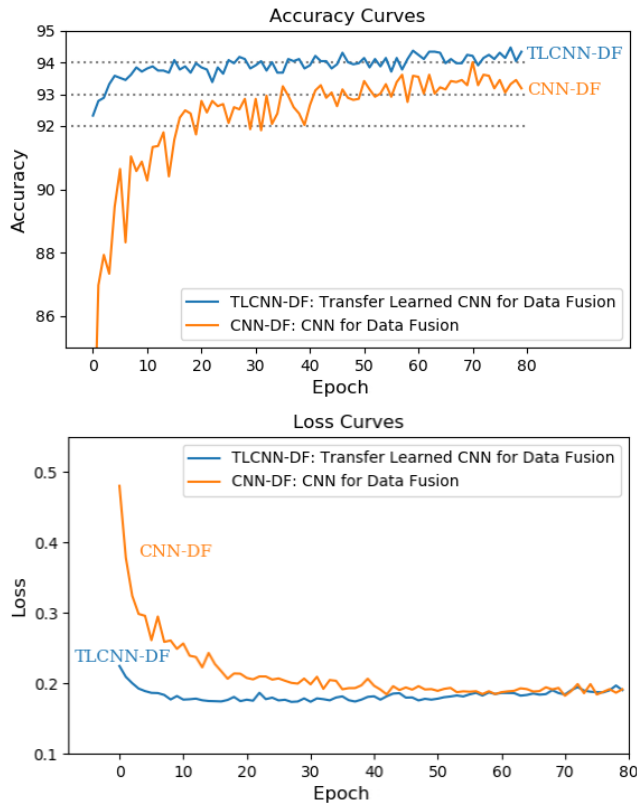 Accuracy Curves
95
94
93
92
90
88
86
Accuracy
TLCNN-DF
CNN-DF
TLCNN-DF: Transfer Learned CNN for Data Fusion
CNN-DF: CNN for Data Fusion
0 10 20 30 40 50 60 70 80
Epoch
Loss Curves
0.5
0.4
0.3
0.2
0.1
Loss
TLCNN-DF: Transfer Learned CNN for Data Fusion
CNN-DF: CNN for Data Fusion
CNN-DF
TLCNN-DF
0 10 20 30 40 50 60 70 80
Epoch